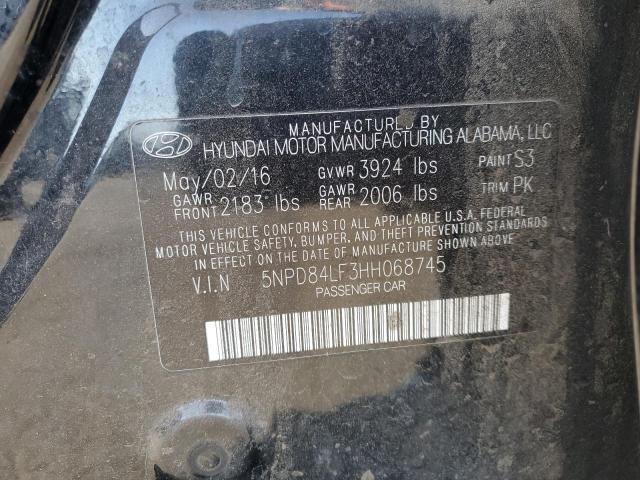 MANUFACTURED BY
HYUNDAI MOTOR MANUFACTURING ALABAMA, LLC
May/02/16 GVWR 3924 lbs PAINT S3
GAWR FRONT 2183 lbs GAWR REAR 2006 lbs TRIM PK
THIS VEHICLE CONFORMS TO ALL APPLICABLE U.S.A. FEDERAL
MOTOR VEHICLE SAFETY, BUMPER, AND THEFT PREVENTION STANDARDS
IN EFFECT ON THE DATE OF MANUFACTURE SHOWN ABOVE.
V.I.N 5NPD84LF3HH068745
PASSENGER CAR